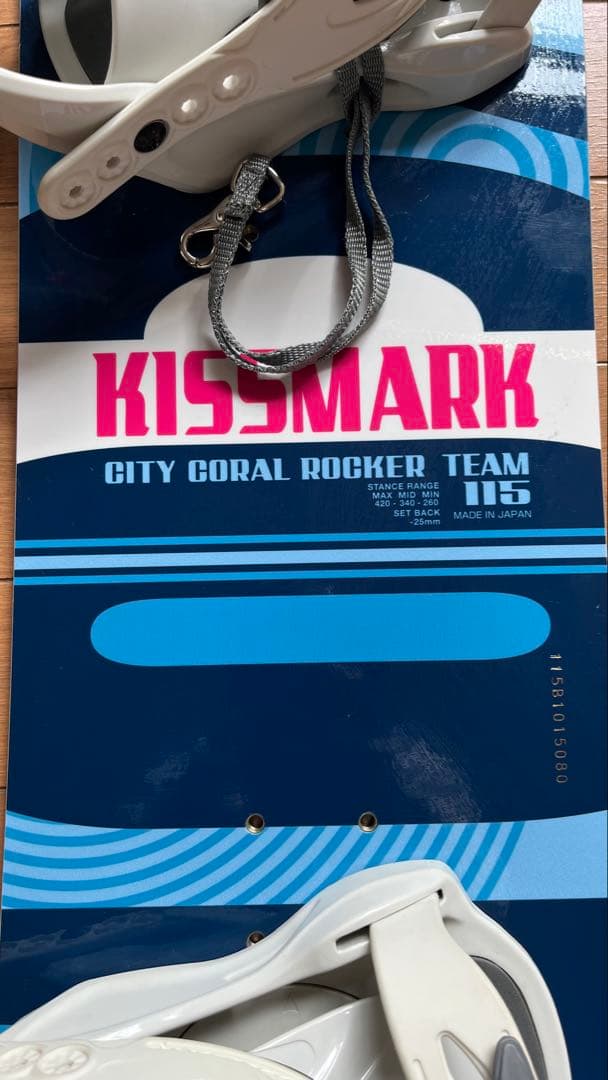 KISSMARK
CITY CORAL ROCKER TEAM
STANCE RANGE
MAX MID MIN
420 - 340 - 260
SET BACK
-25mm
115
MADE IN JAPAN
115B1015080